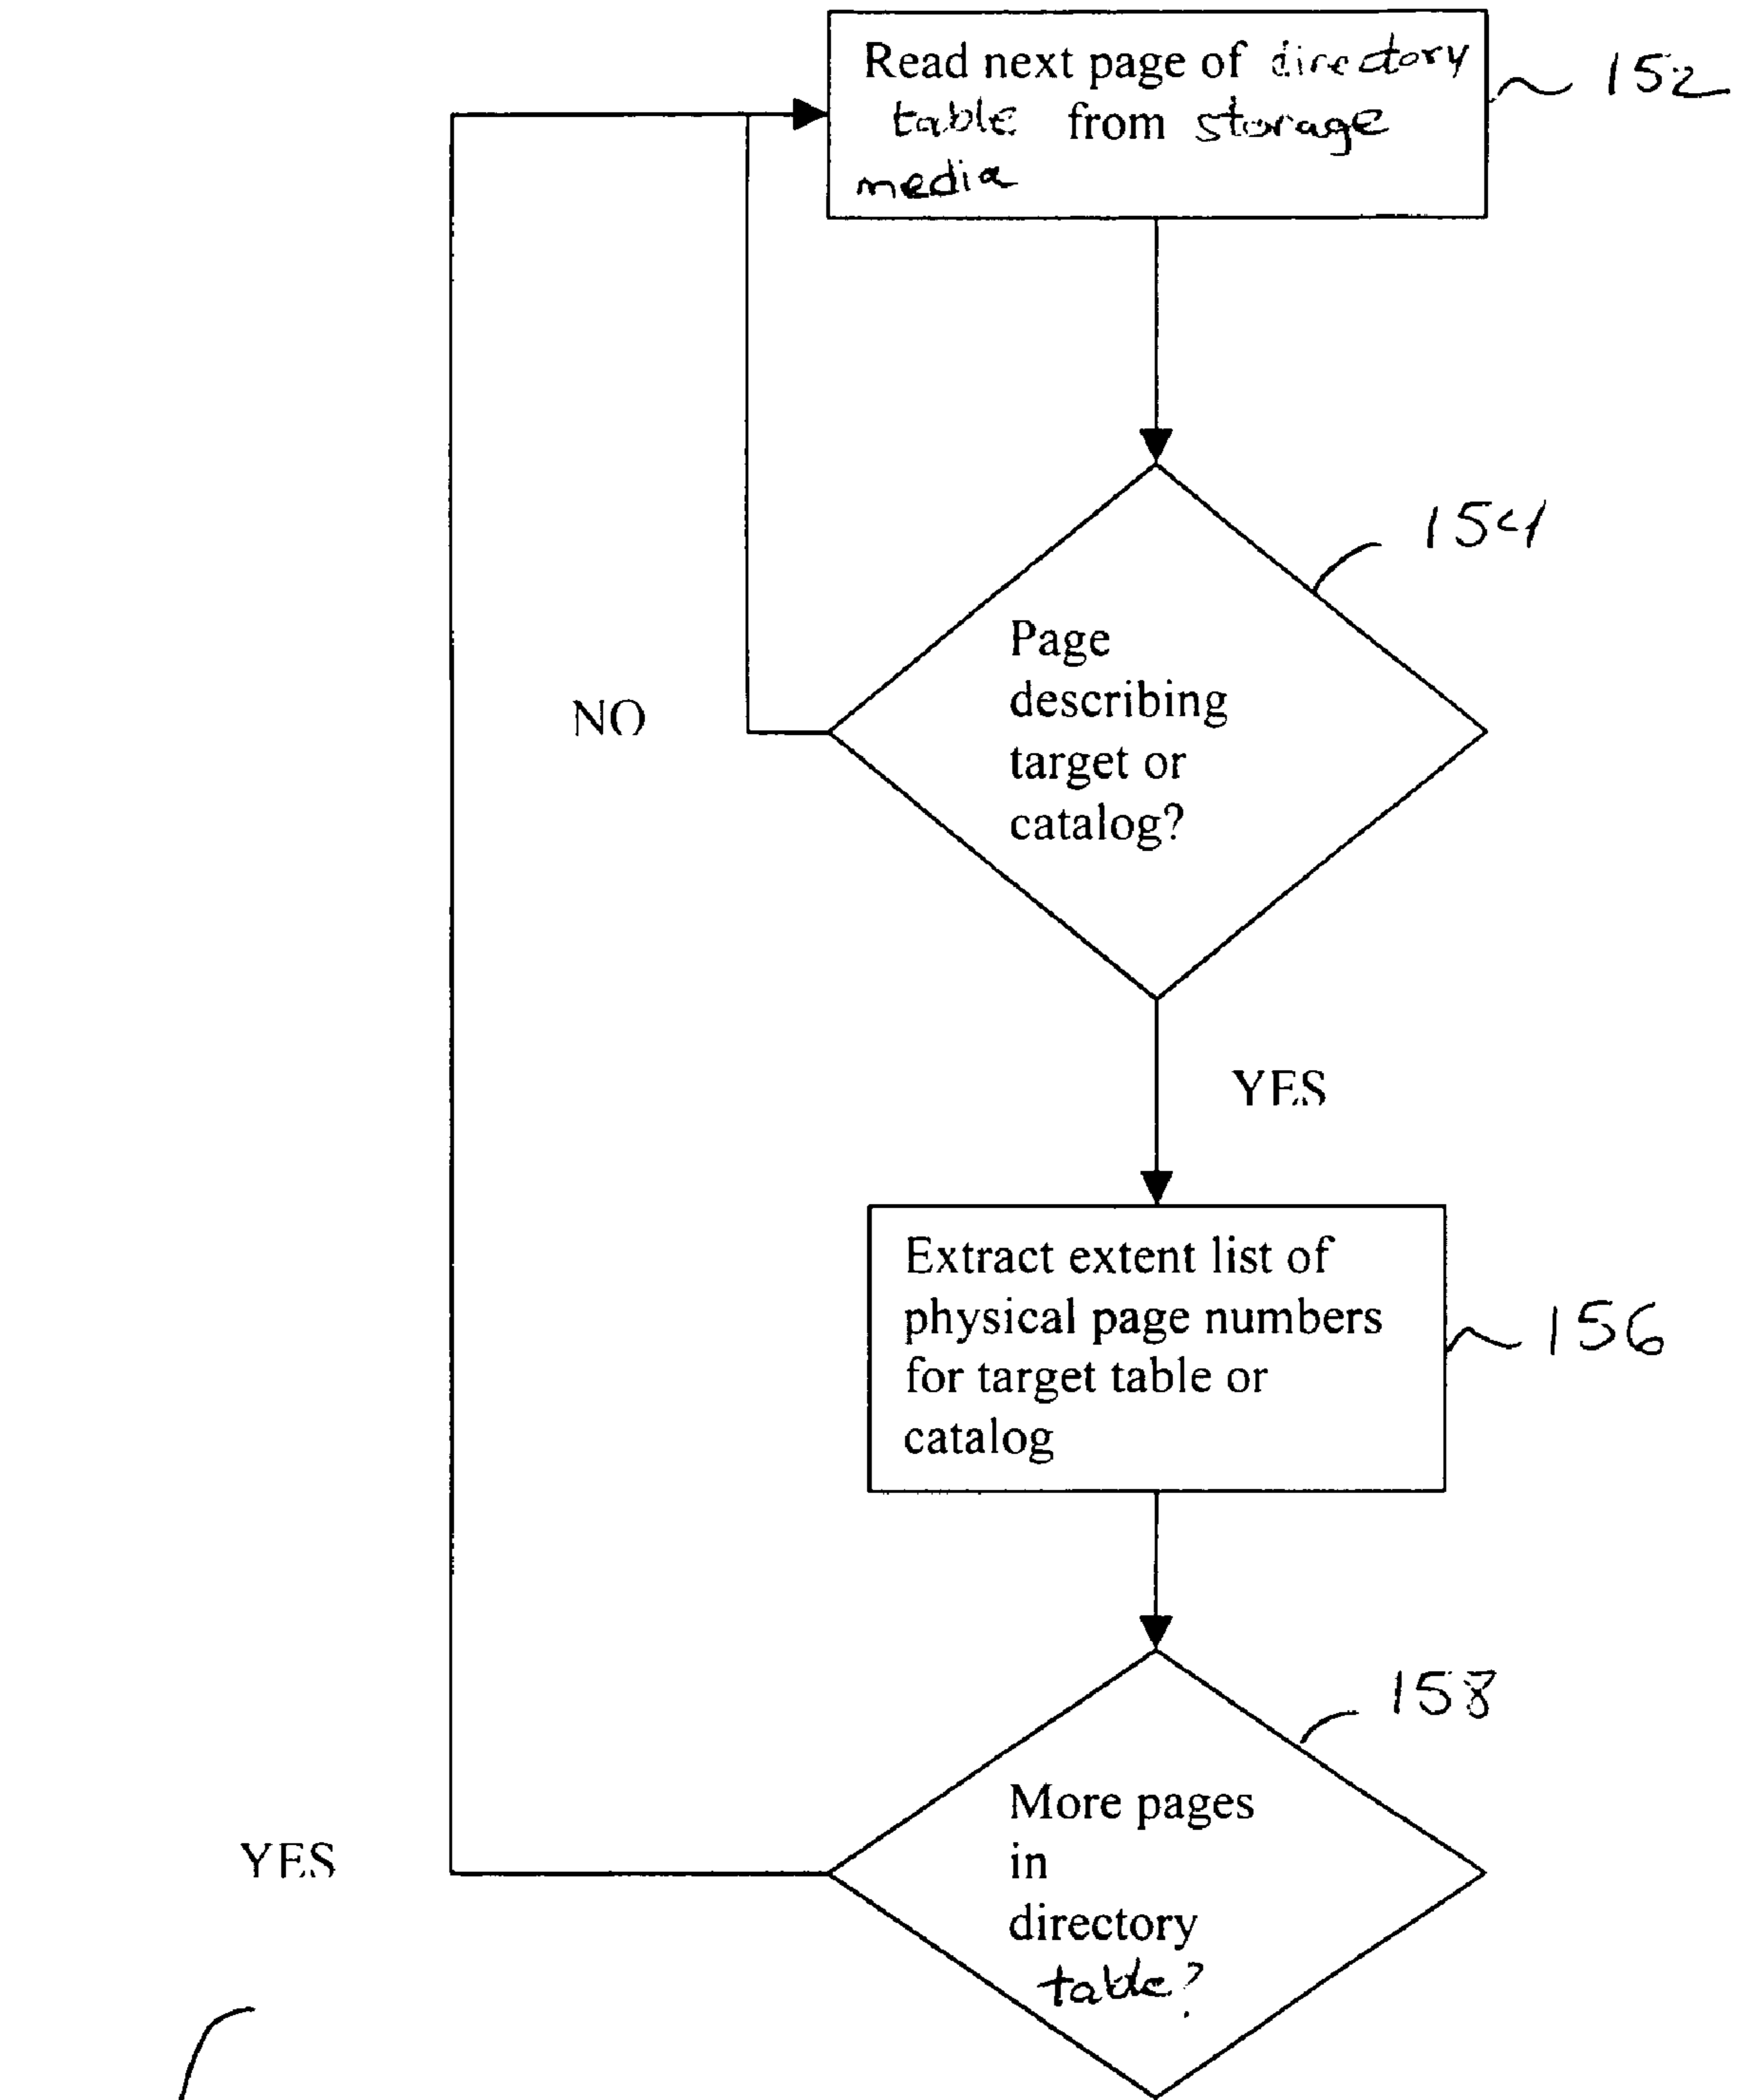 Read next page of directory
table from storage
media
152
154
Page
describing
target or
catalog?
NO
YES
Extract extent list of
physical page numbers
for target table or
catalog
156
158
More pages
in
directory
table?
YES